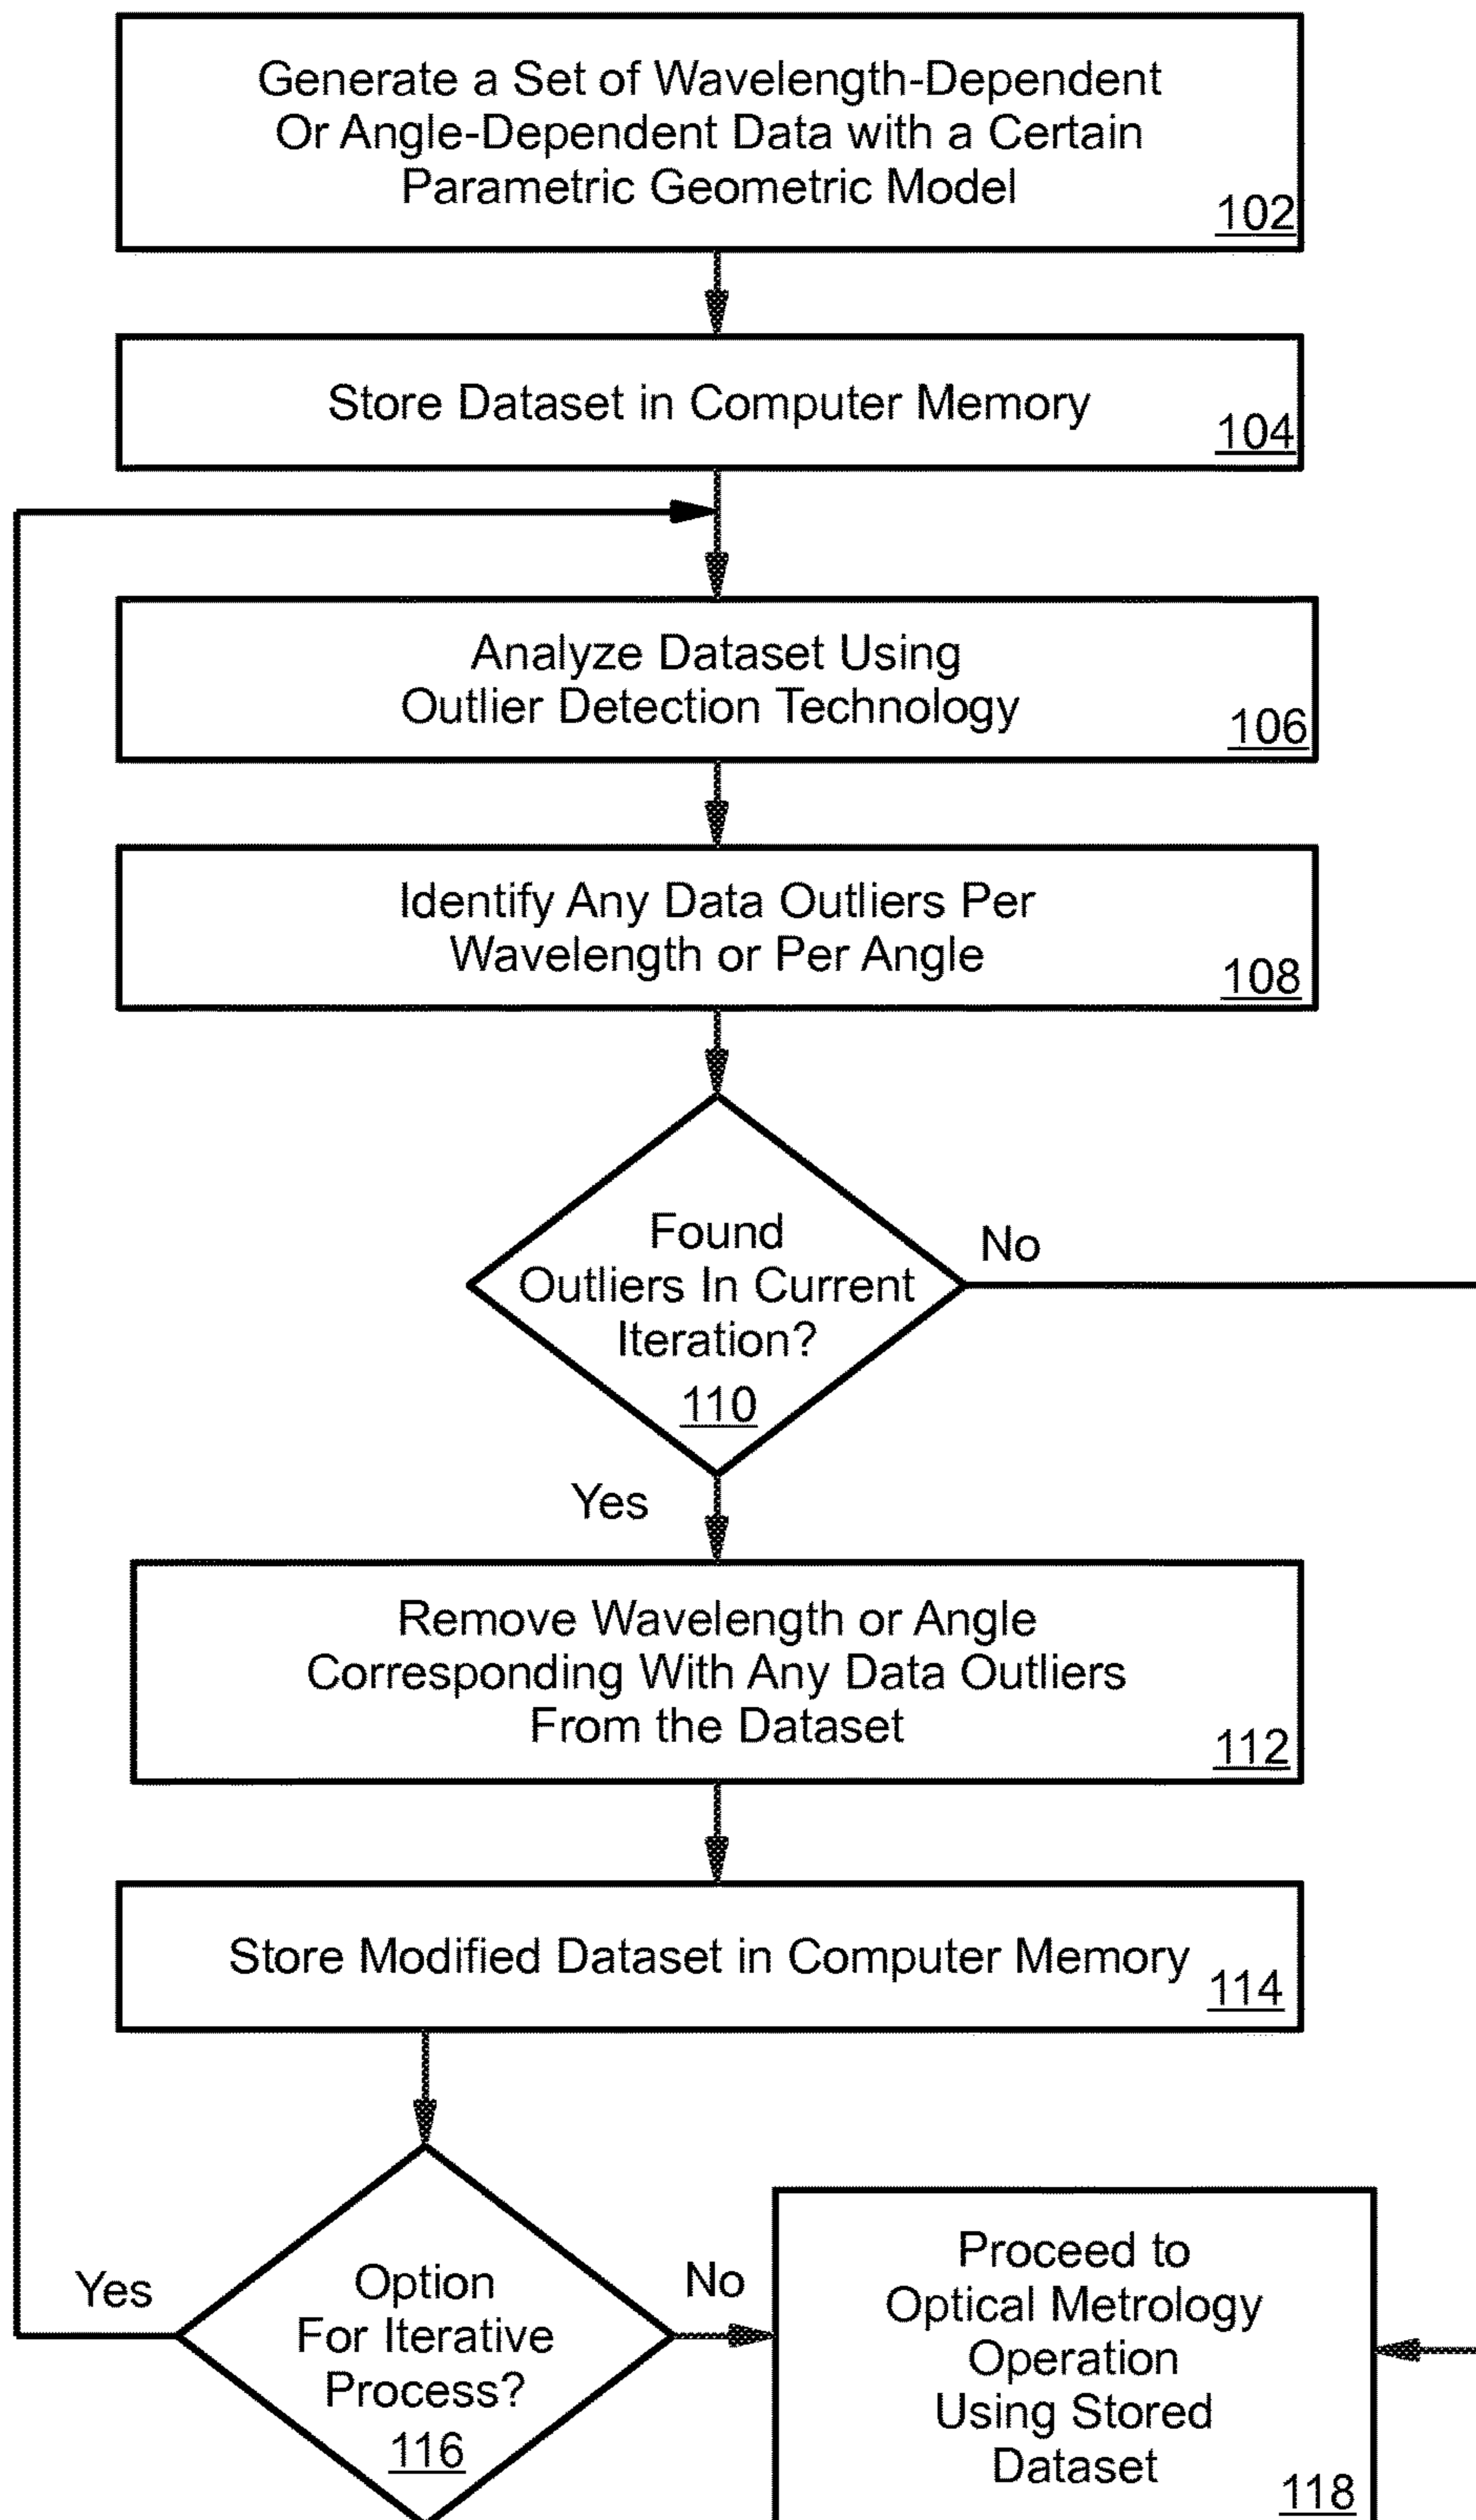 Generate a Set of Wavelength-Dependent
Or Angle-Dependent Data with a Certain
Parametric Geometric Model
102
Store Dataset in Computer Memory
104
Analyze Dataset Using
Outlier Detection Technology
106
Identify Any Data Outliers Per
Wavelength or Per Angle
108
Found
Outliers In Current
Iteration?
110
No
Yes
Remove Wavelength or Angle
Corresponding With Any Data Outliers
From the Dataset
112
Store Modified Dataset in Computer Memory
114
Yes
Option
For Iterative
Process?
116
No
Proceed to
Optical Metrology
Operation
Using Stored
Dataset
118